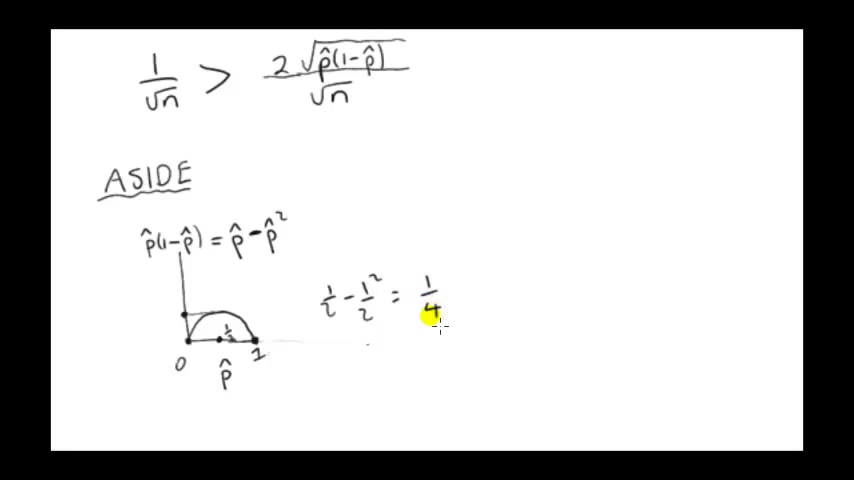 1/√n > 2√p̂(1-p̂)/√n
ASIDE
p̂(1-p̂) = p̂ - p̂²
1/2 - 1/2² = 1/4
1/2
0 1
p̂